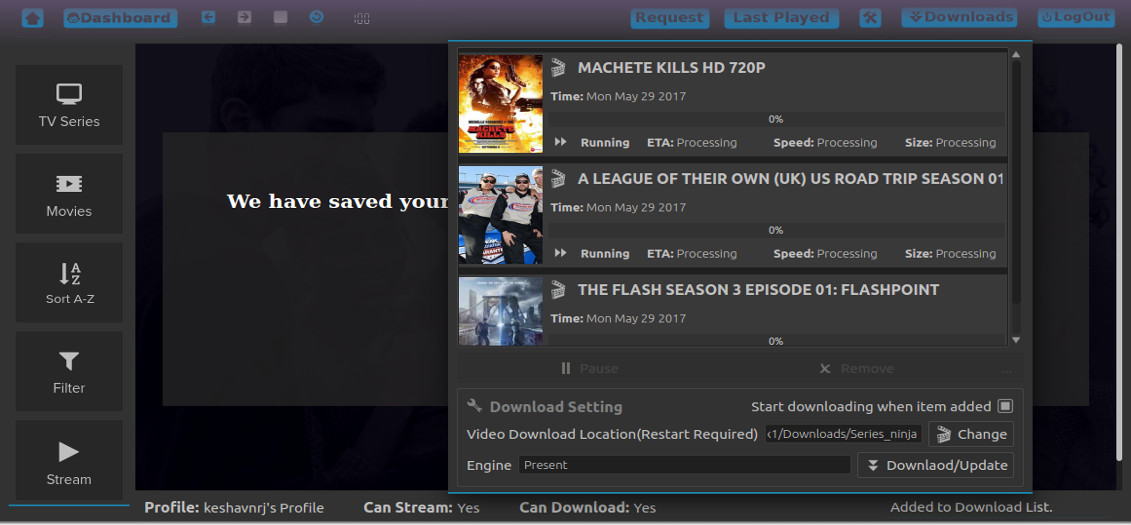 Dashboard
:00
Request
Last Played
Downloads
LogOut
TV Series
Movies
Sort A-Z
Filter
Stream
We have saved your
MACHETE KILLS HD 720P
Time: Mon May 29 2017
0%
Running ETA: Processing Speed: Processing Size: Processing
MACHETE
KILLS
A LEAGUE OF THEIR OWN (UK) US ROAD TRIP SEASON 01
Time: Mon May 29 2017
0%
Running ETA: Processing Speed: Processing Size: Processing
THE FLASH SEASON 3 EPISODE 01: FLASHPOINT
Time: Mon May 29 2017
0%
Pause Remove ...
Download Setting Start downloading when item added
Video Download Location(Restart Required) 1/Downloads/Series_ninja Change
Engine Present Downlaod/Update
Profile: keshavnrj's Profile Can Stream: Yes Can Download: Yes Added to Download List.